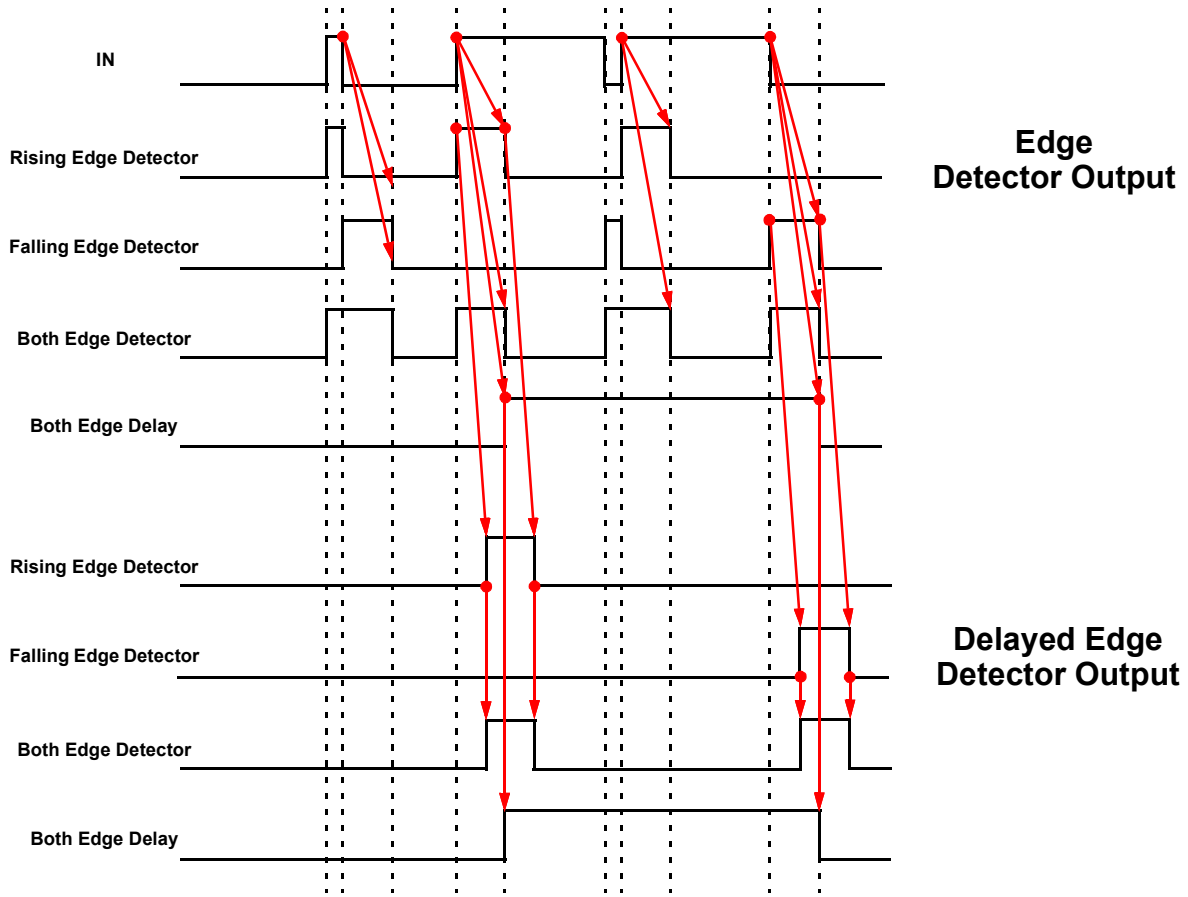 IN
Rising Edge Detector
Edge
Detector Output
Falling Edge Detector
Both Edge Detector
Both Edge Delay
Rising Edge Detector
Falling Edge Detector
Delayed Edge
Detector Output
Both Edge Detector
Both Edge Delay